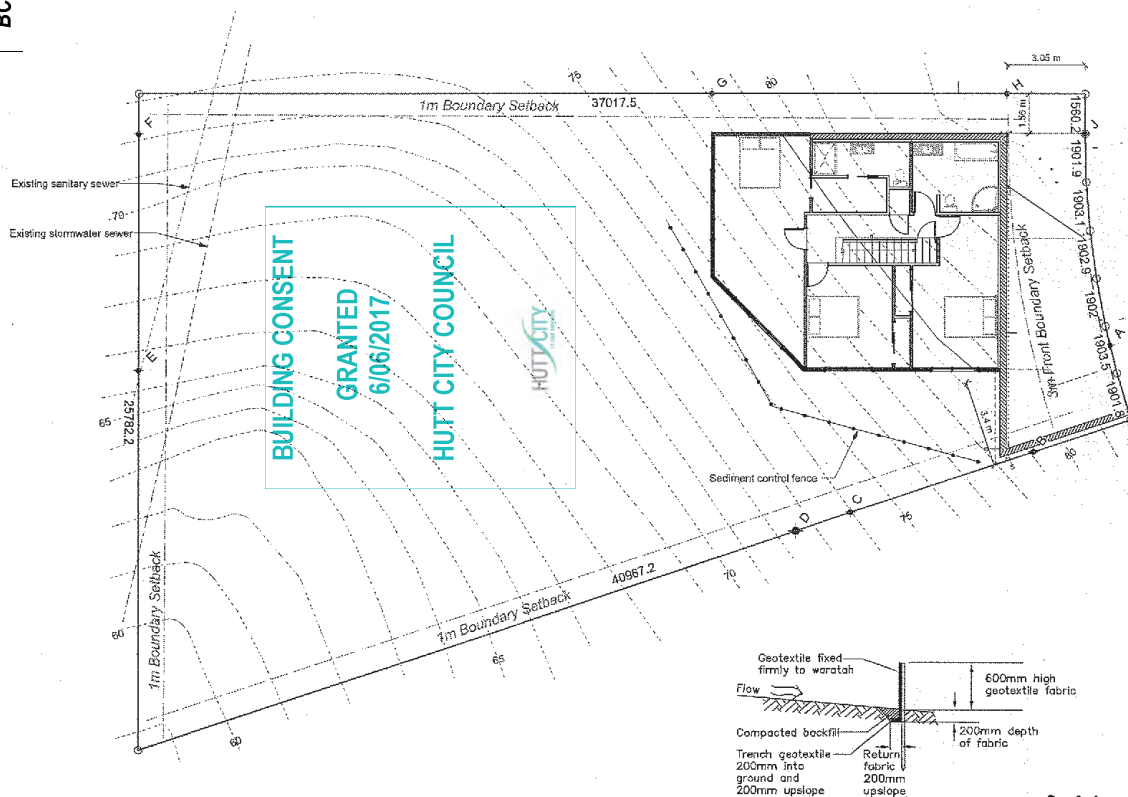 BC
3.05 m
75
G
80
H
1m Boundary Setback
37017.5
1.56 m
1560.2
J
F
1901.9
Existing sanitary sewer
1903.1
70
Existing stormwater sewer
1902.9
3m Front Boundary Setback
1902
A
BUILDING CONSENT
GRANTED
6/06/2017
HUTT CITY COUNCIL
HUTT CITY
E
1903.5
1901.8
65
25782.2
3.4 m
B
80
Sediment control fence
C
D
75
40967.2
70
1m Boundary Setback
1m Boundary Setback
60
65
60
Geotextile fixed
firmly to waratah
Flow
600mm high
geotextile fabric
Compacted backfill
200mm depth
of fabric
Trench geotextile
200mm into
ground and
200mm upslope
Return
fabric
200mm
upslope